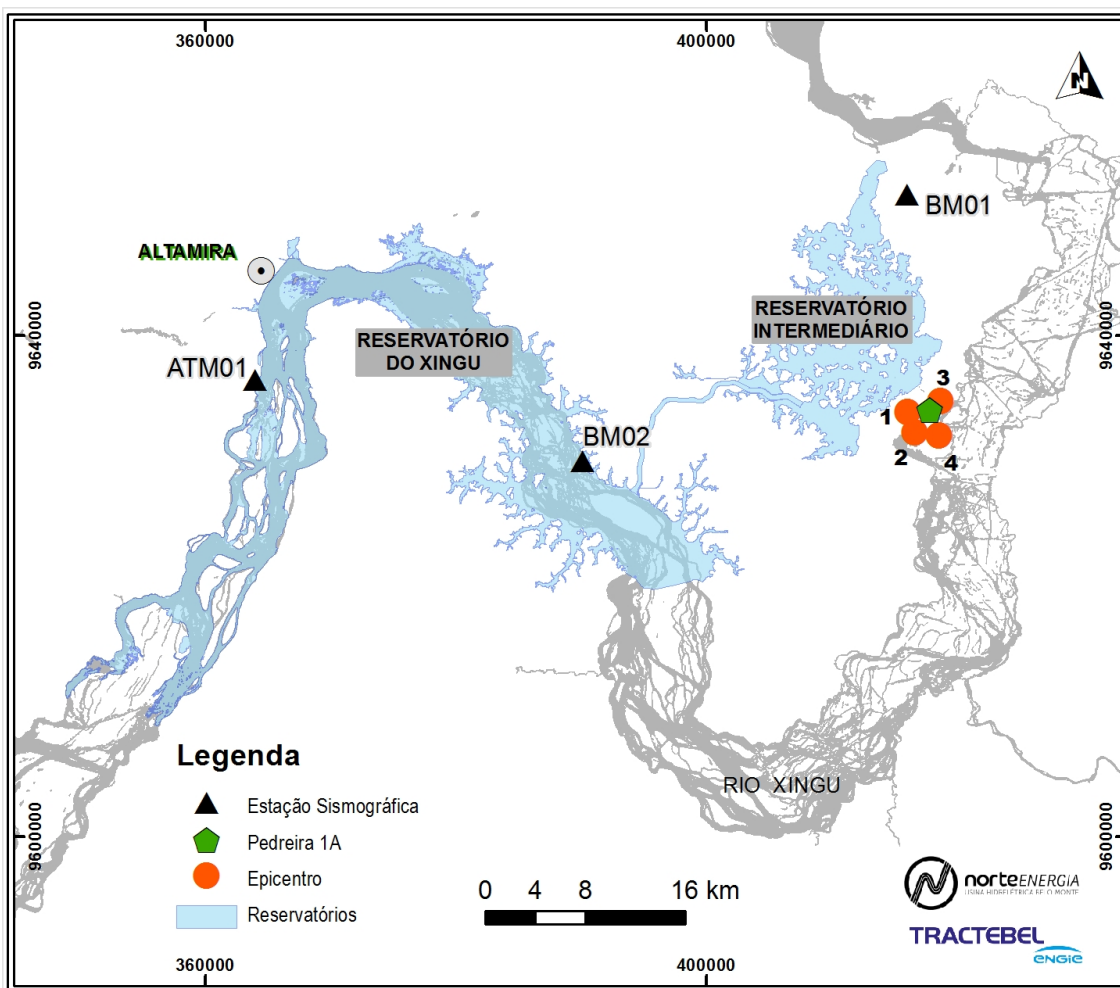 360000
400000
N
BM01
ALTAMIRA
RESERVATÓRIO
INTERMEDIÁRIO
9640000
9640000
RESERVATÓRIO
DO XINGU
ATM01
3
1
BM02
2
4
Legenda
RIO XINGU
Estação Sismográfica
9600000
9600000
Pedreira 1A
Epicentro
0 4 8 16 km
norteENERGIA
USINA HIDRELÉTRICA BELO MONTE
Reservatórios
TRACTEBEL
ENGIE
360000
400000